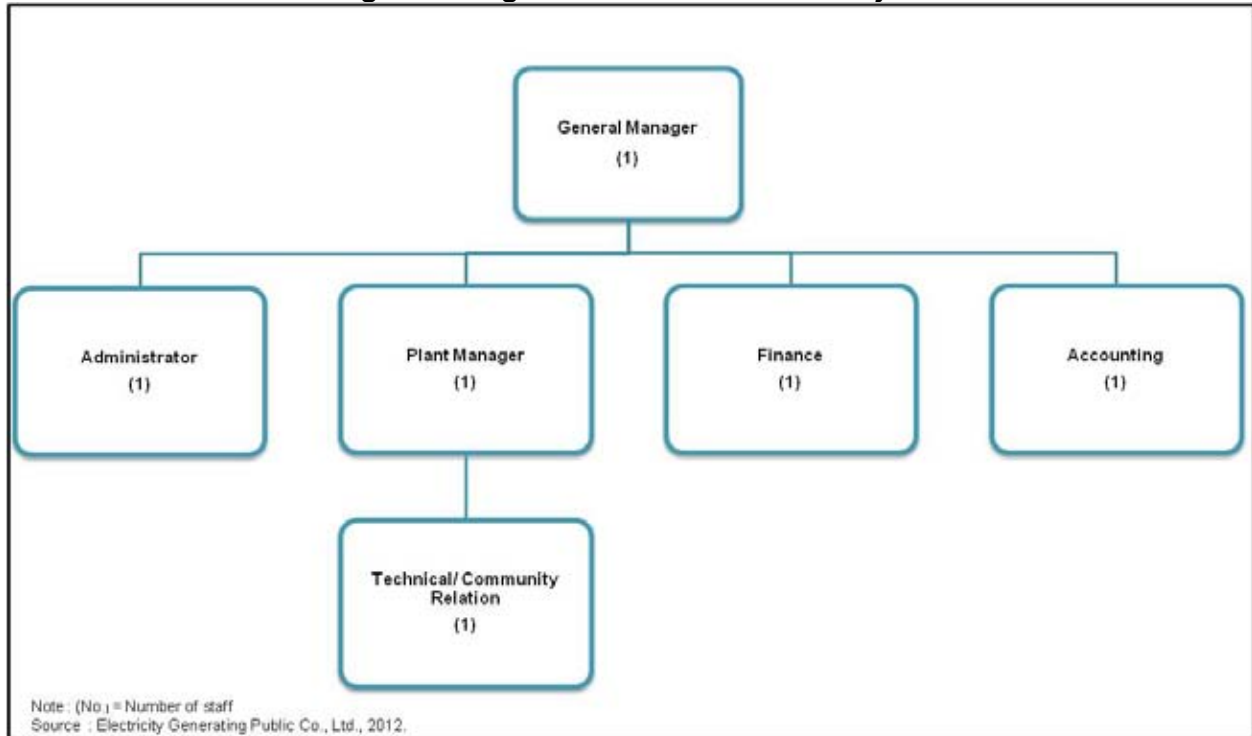 General Manager
(1)
Administrator
(1)
Plant Manager
(1)
Finance
(1)
Accounting
(1)
Technical/ Community
Relation
(1)
Note : (No.) = Number of staff
Source : Electricity Generating Public Co., Ltd., 2012.